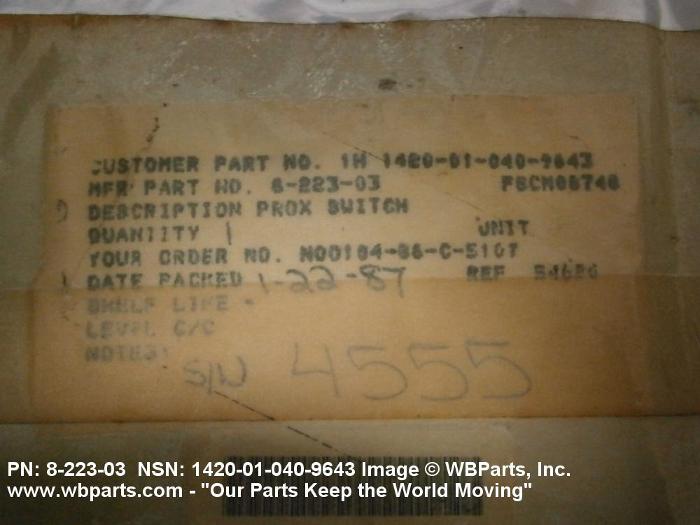 CUSTOMER PART NO. 1H 1420-01-040-9643
MFR PART NO. 8-223-03 FSCM08748
DESCRIPTION PROX SWITCH
QUANTITY 1 UNIT
YOUR ORDER NO. N00104-86-C-5107
DATE PACKED 1-22-87 REF
SHELF LIFE -
LEVEL C/C
NOTES:
S/N 4555
PN: 8-223-03 NSN: 1420-01-040-9643 Image © WBParts, Inc.
www.wbparts.com - "Our Parts Keep the World Moving"